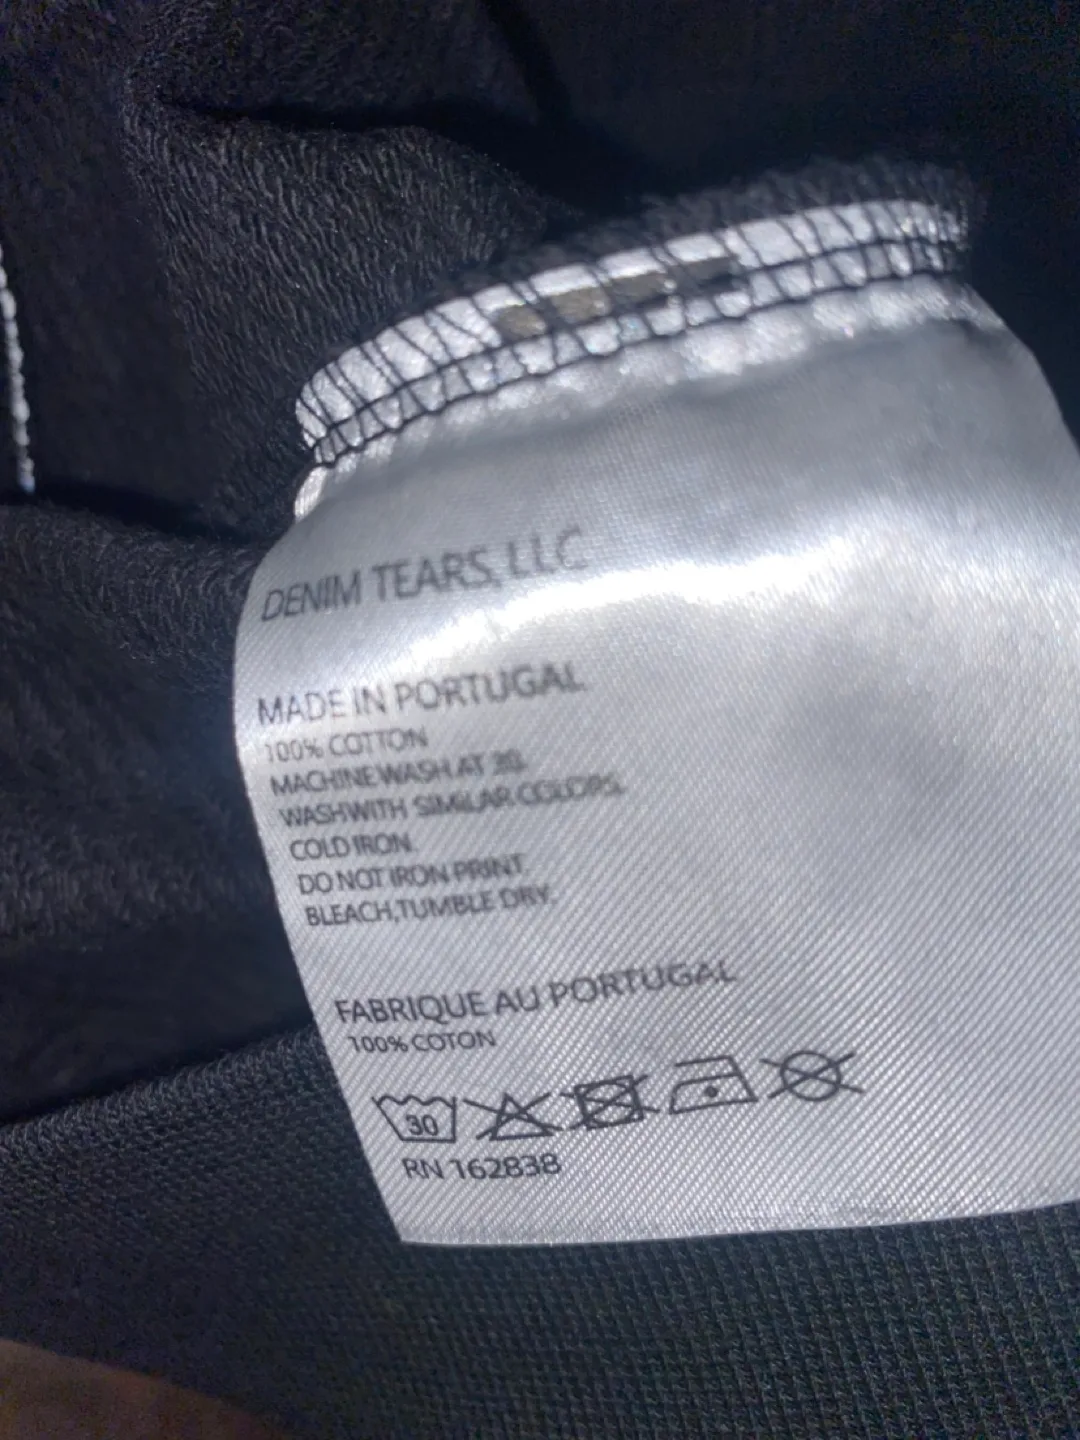 DENIM TEARS, LLC
MADE IN PORTUGAL
100% COTTON
MACHINE WASH AT 30.
WASH WITH SIMILAR COLORS.
COLD IRON.
DO NOT IRON PRINT
BLEACH, TUMBLE DRY.
FABRIQUE AU PORTUGAL
100% COTON
30
RN 162838